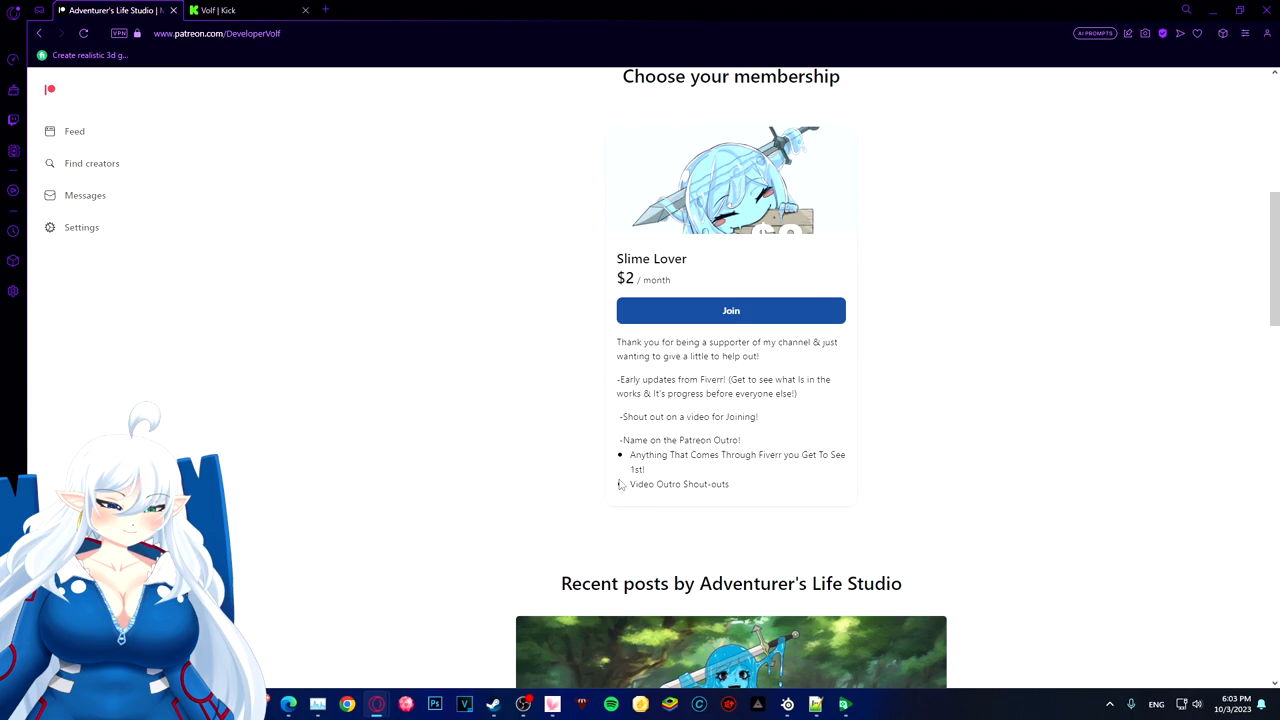 Adventurer's Life Studio |
Volf | Kick
VPN
www.patreon.com/DeveloperVolf
AI PROMPTS
Create realistic 3d g...
Choose your membership
Feed
Find creators
Messages
Settings
Slime Lover
$2 / month
Join
Thank you for being a supporter of my channel & just
wanting to give a little to help out!
-Early updates from Fiverr! (Get to see what Is in the
works & It's progress before everyone else!)
-Shout out on a video for Joining!
-Name on the Patreon Outro!
Anything That Comes Through Fiverr you Get To See
1st!
Video Outro Shout-outs
Recent posts by Adventurer's Life Studio
ENG
6:03 PM
10/3/2023